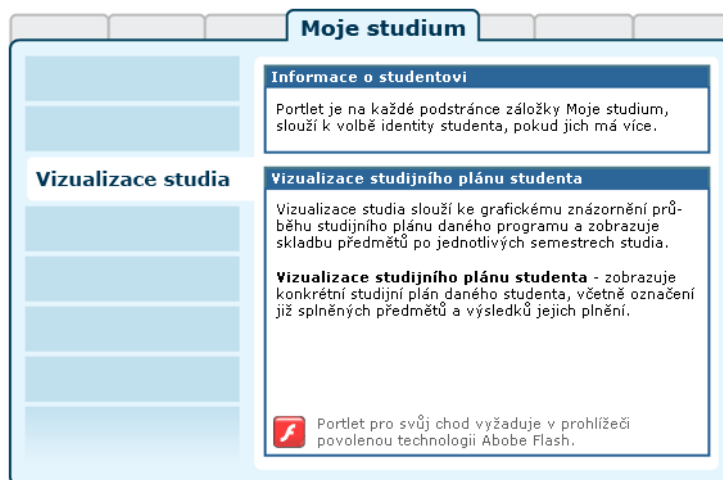 Moje studium
Informace o studentovi
Portlet je na každé podstránce záložky Moje studium,
slouží k volbě identity studenta, pokud jich má více.
Vizualizace studia
Vizualizace studijního plánu studenta
Vizualizace studia slouží ke grafickému znázornění prů-
běhu studijního plánu daného programu a zobrazuje
skladbu předmětů po jednotlivých semestrech studia.
Vizualizace studijního plánu studenta - zobrazuje
konkrétní studijní plán daného studenta, včetně označení
již splněných předmětů a výsledků jejich plnění.
Portlet pro svůj chod vyžaduje v prohlížeči
povolenou technologii Abobe Flash.